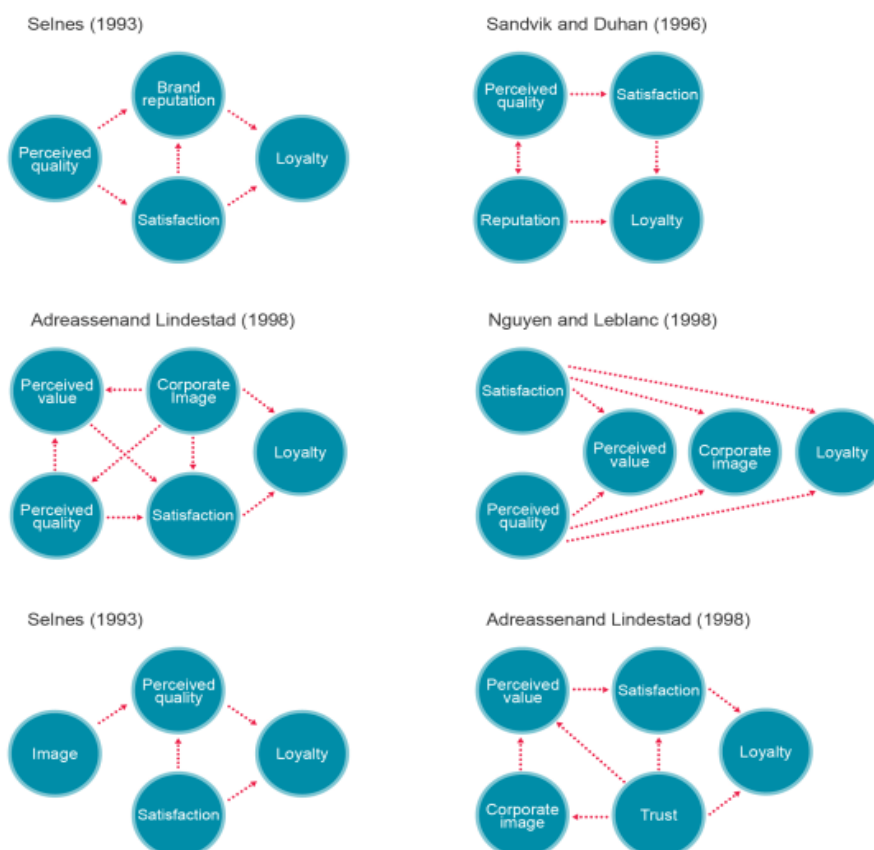 Selnes (1993)
Brand
reputation
Perceived
quality
Loyalty
Satisfaction
Sandvik and Duhan (1996)
Perceived
quality
Satisfaction
Reputation
Loyalty
Adreassenand Lindestad (1998)
Perceived
value
Corporate
Image
Loyalty
Perceived
quality
Satisfaction
Nguyen and Leblanc (1998)
Satisfaction
Perceived
value
Corporate
image
Loyalty
Perceived
quality
Selnes (1993)
Perceived
quality
Image
Loyalty
Satisfaction
Adreassenand Lindestad (1998)
Perceived
value
Satisfaction
Loyalty
Corporate
image
Trust